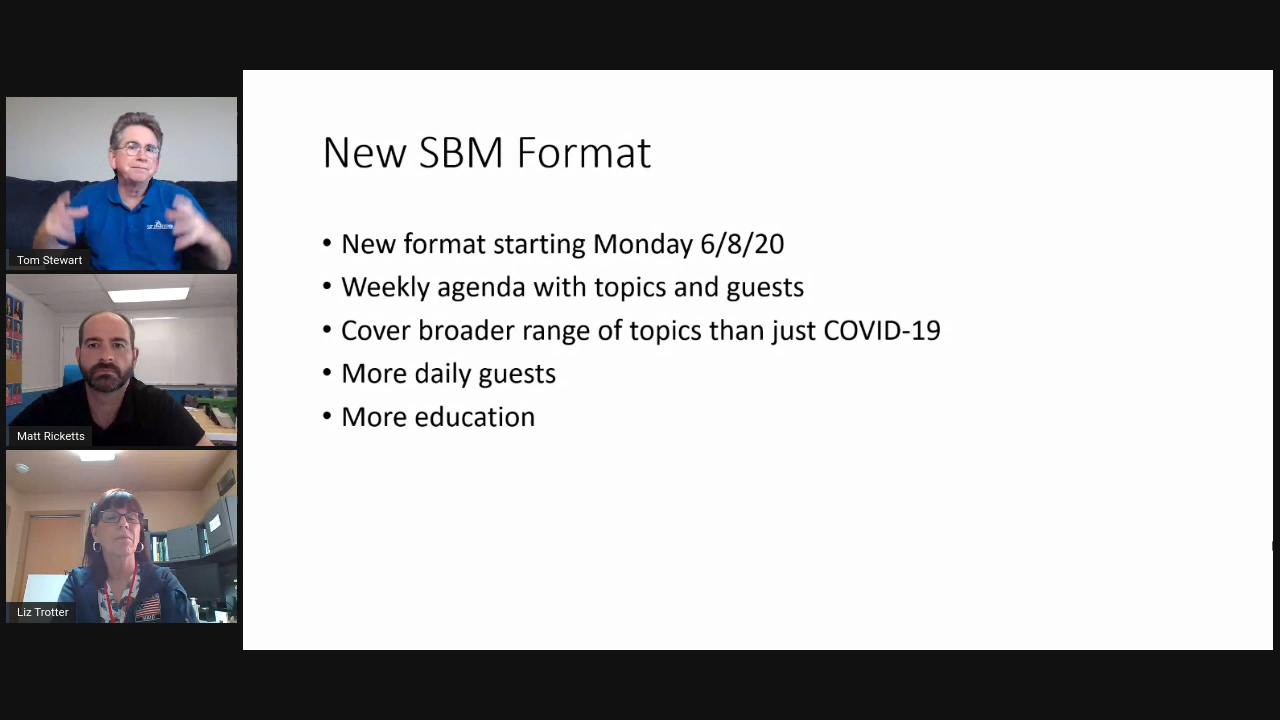 New SBM Format
• New format starting Monday 6/8/20
• Weekly agenda with topics and guests
• Cover broader range of topics than just COVID-19
• More daily guests
• More education
Tom Stewart
Matt Ricketts
Liz Trotter